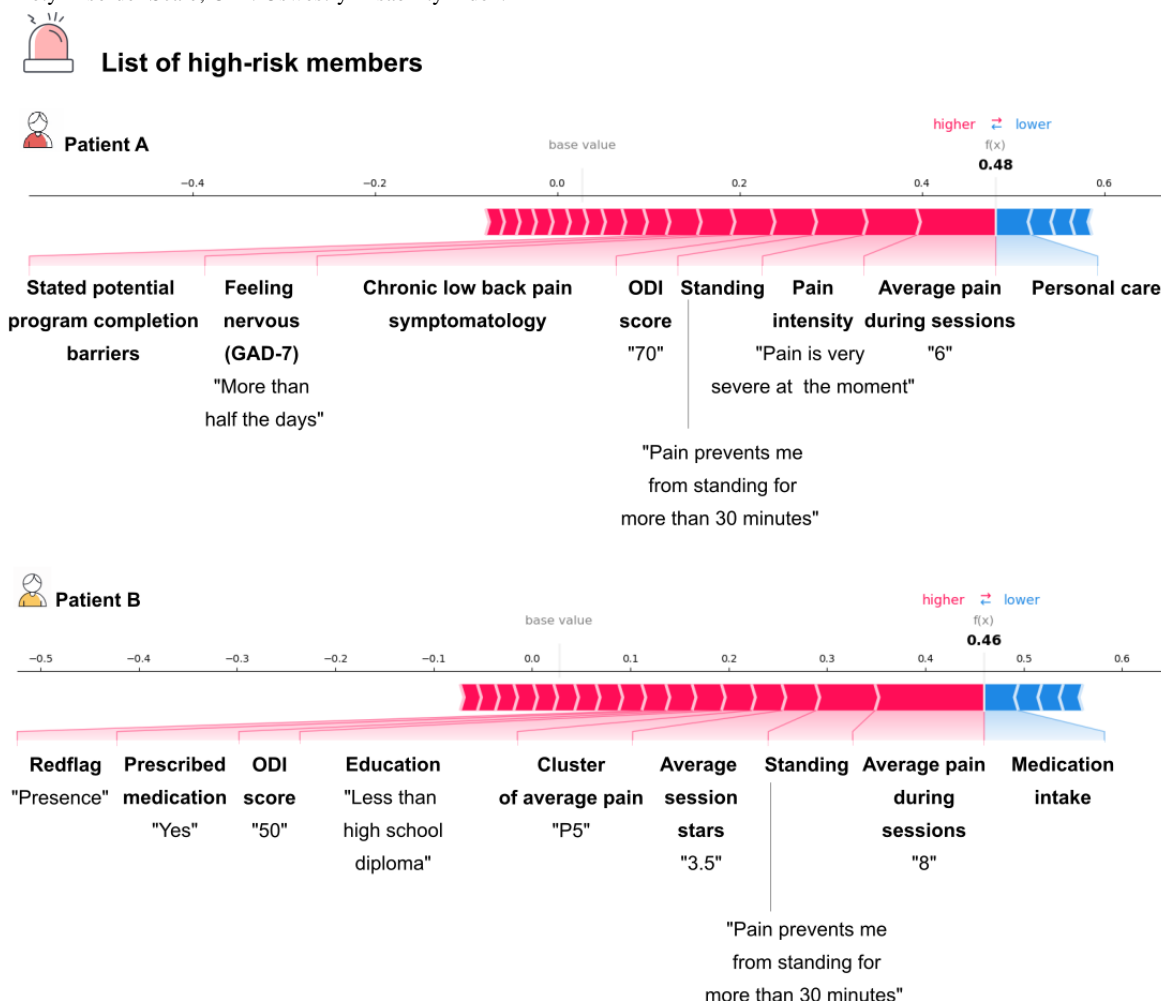 List of high-risk members
Patient A
higher lower
base value
f(x)
0.48
−0.4 −0.2 0.0 0.2 0.4 0.6
Stated potential
program completion
barriers
Feeling
nervous
(GAD-7)
"More than
half the days"
Chronic low back pain
symptomatology
ODI
score
"70"
Standing
"Pain prevents me
from standing for
more than 30 minutes"
Pain
intensity
"Pain is very
severe at the moment"
Average pain
during sessions
"6"
Personal care
Patient B
higher lower
base value
f(x)
0.46
−0.5 −0.4 −0.3 −0.2 −0.1 0.0 0.1 0.2 0.3 0.4 0.5 0.6
Redflag
"Presence"
Prescribed
medication
"Yes"
ODI
score
"50"
Education
"Less than
high school
diploma"
Cluster
of average pain
"P5"
Average
session
stars
"3.5"
Standing
"Pain prevents me
from standing for
more than 30 minutes"
Average pain
during
sessions
"8"
Medication
intake